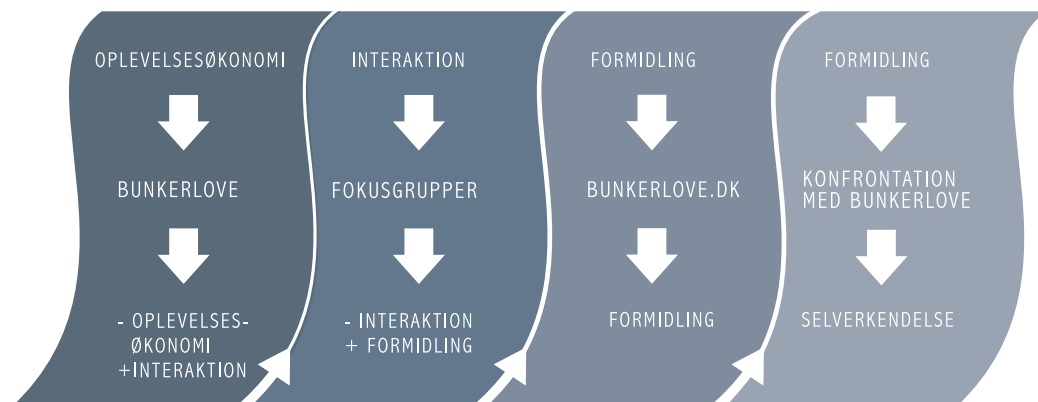 OPLEVELSESØKONOMI
BUNKERLOVE
- OPLEVELSES-
ØKONOMI
+INTERAKTION
INTERAKTION
FOKUSGRUPPER
- INTERAKTION
+ FORMIDLING
FORMIDLING
BUNKERLOVE.DK
FORMIDLING
FORMIDLING
KONFRONTATION
MED BUNKERLOVE
SELVERKENDELSE